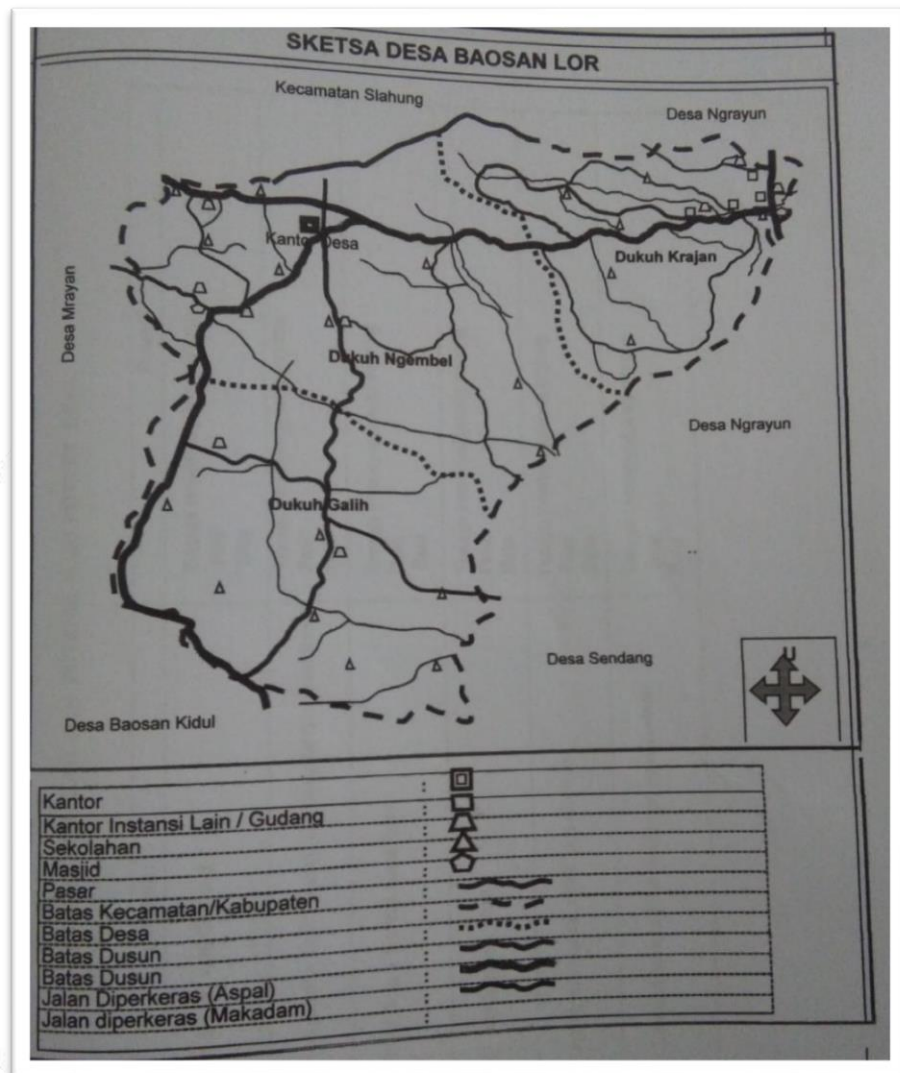 SKETSA DESA BAOSAN LOR
Kecamatan Slahung
Desa Ngrayun
Kantor Desa
Dukuh Krajan
Desa Mrayan
Dukuh Ngembel
Desa Ngrayun
Dukuh Galih
U
Desa Sendang
Desa Baosan Kidul
Kantor :
Kantor Instansi Lain / Gudang :
Sekolahan :
Masjid :
Pasar :
Batas Kecamatan/Kabupaten :
Batas Desa :
Batas Dusun :
Batas Dusun :
Jalan Diperkeras (Aspal) :
Jalan diperkeras (Makadam) :